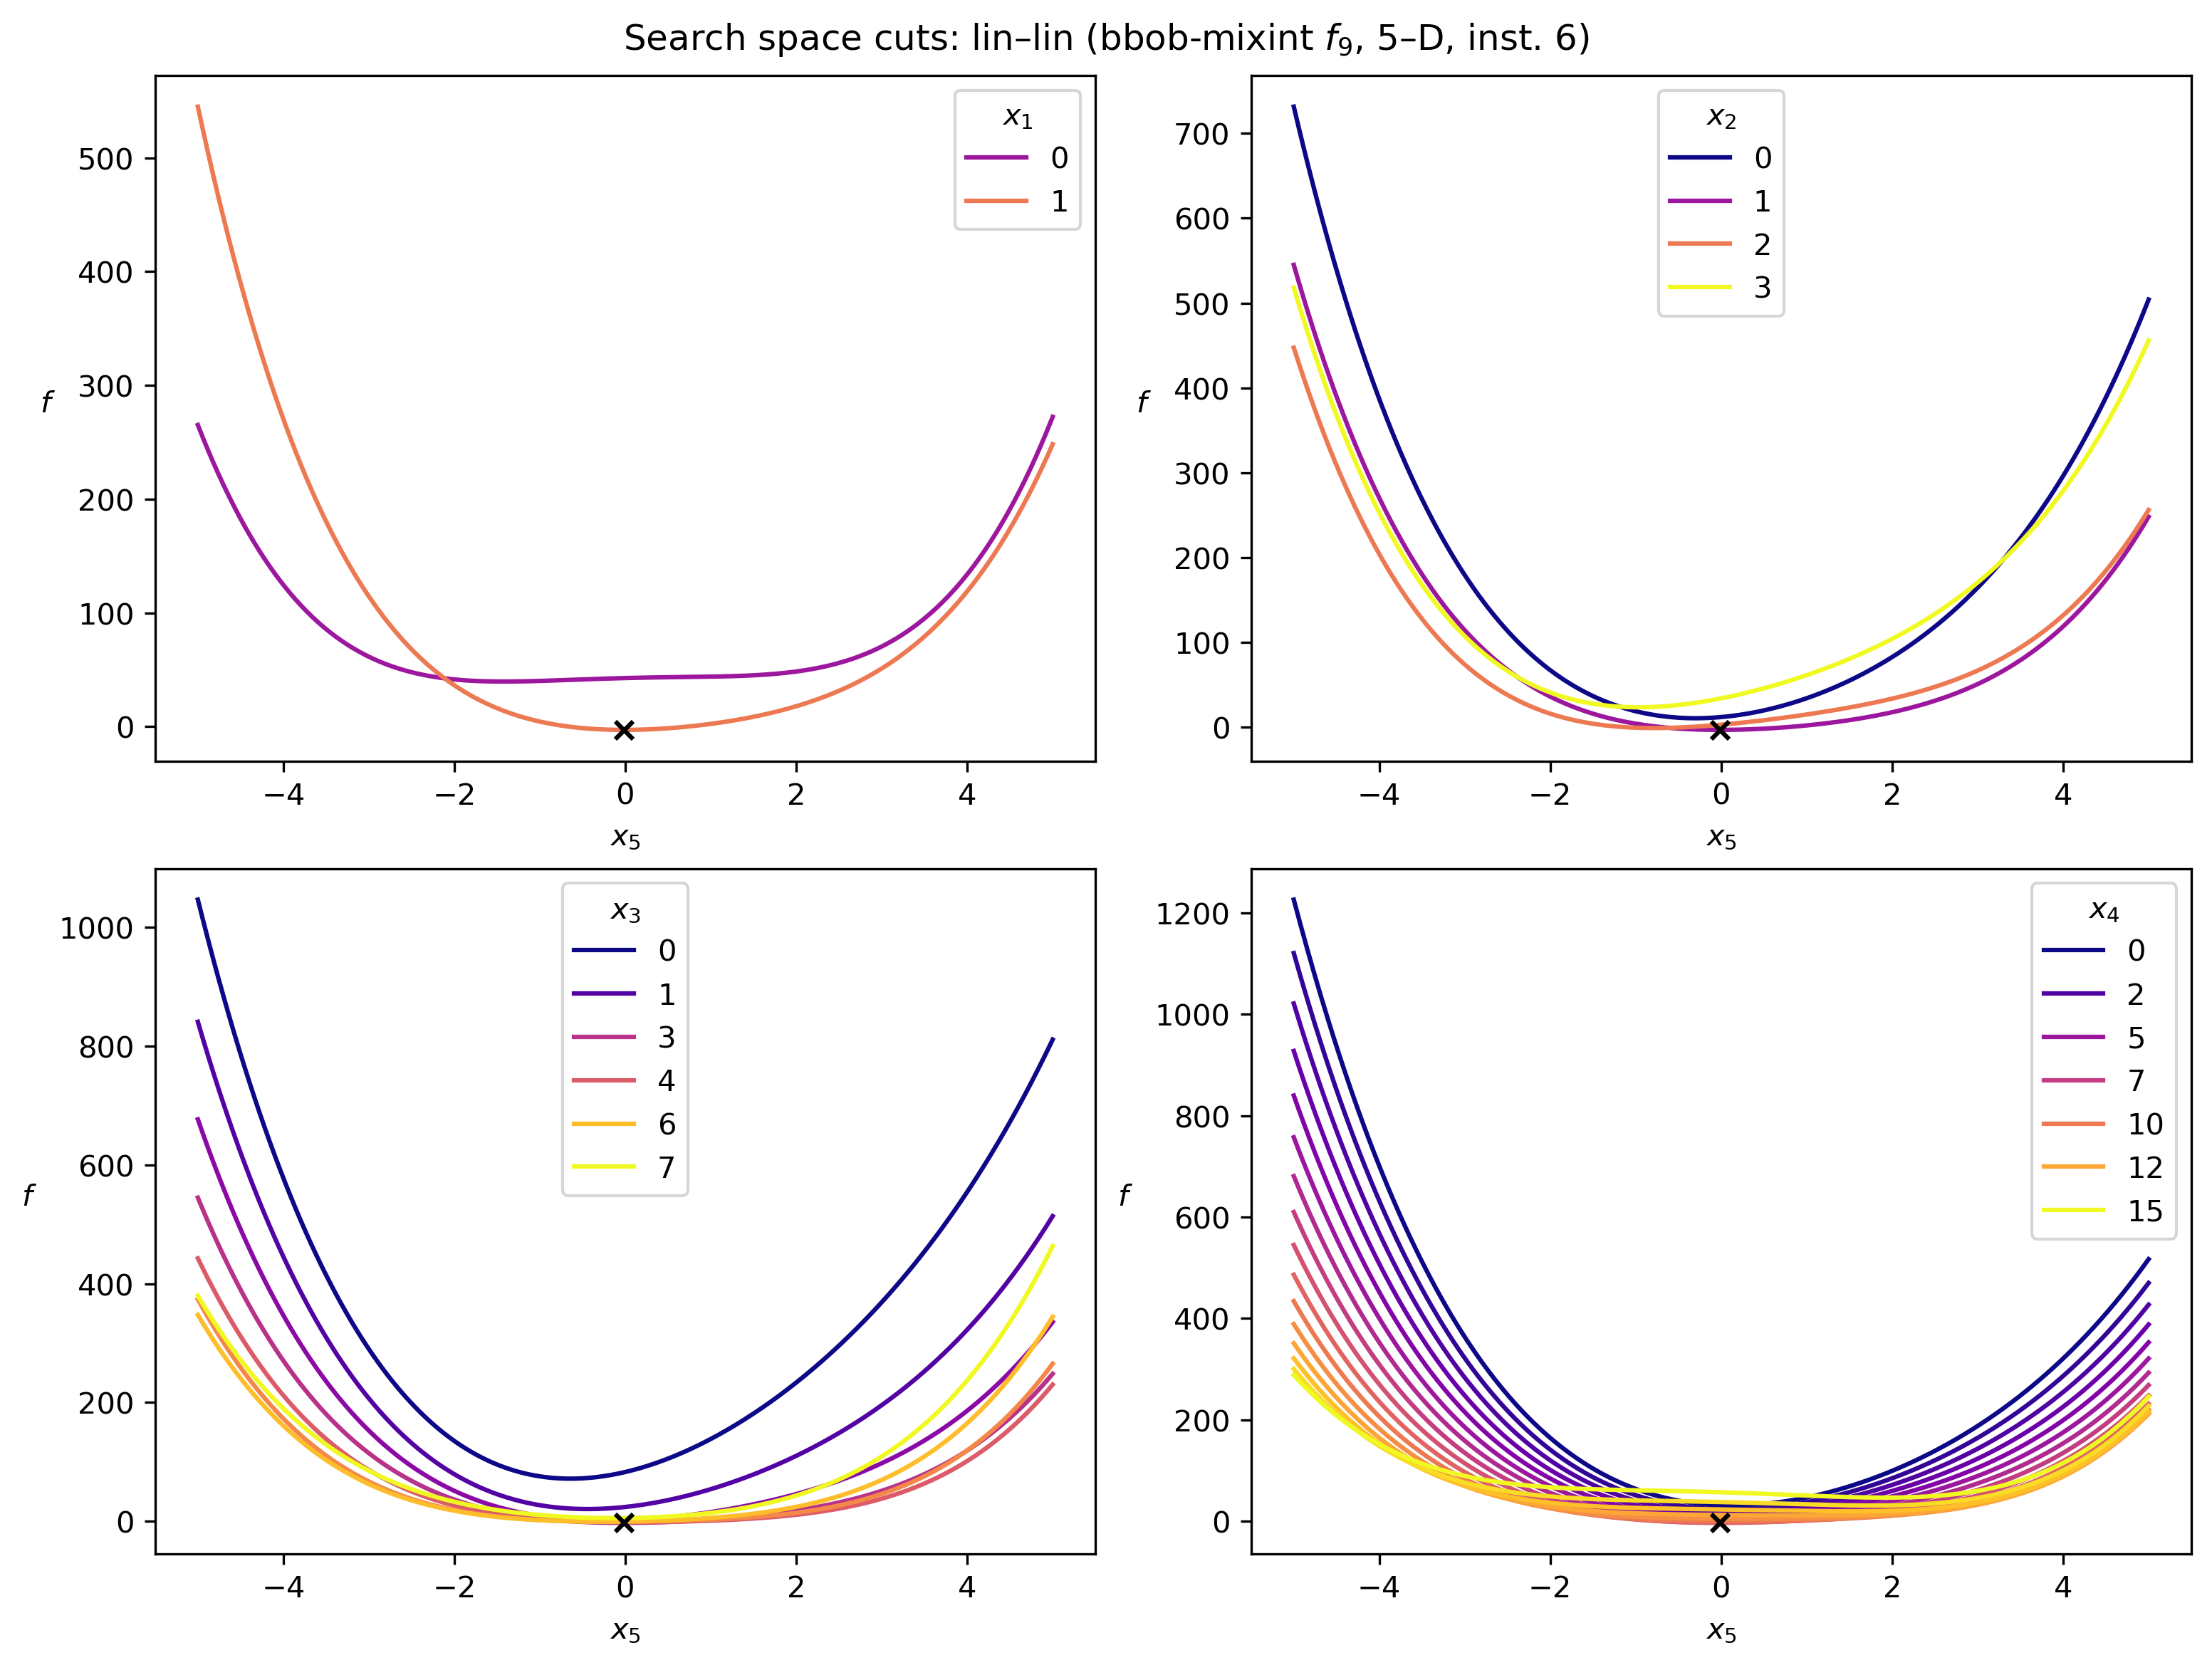 Search space cuts: lin–lin (bbob-mixint f9, 5–D, inst. 6)
x1
0
1
500
400
300
200
100
0
f
−4 −2 0 2 4
x5
x2
0
1
2
3
700
600
500
400
300
200
100
0
f
−4 −2 0 2 4
x5
x3
0
1
3
4
6
7
1000
800
600
400
200
0
f
−4 −2 0 2 4
x5
x4
0
2
5
7
10
12
15
1200
1000
800
600
400
200
0
f
−4 −2 0 2 4
x5